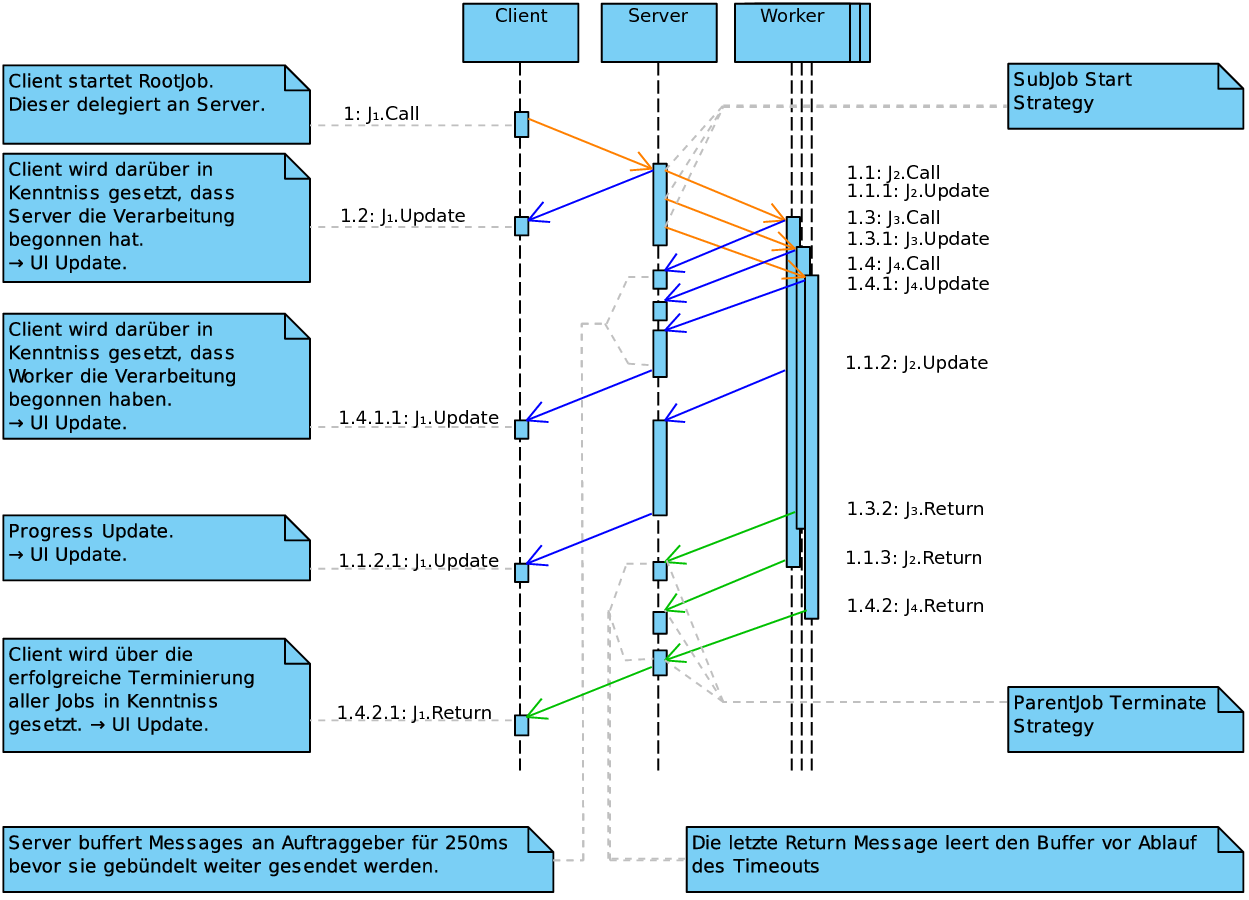 Client
Server
Worker
Client startet RootJob.
Dieser delegiert an Server.
1: J₁.Call
SubJob Start
Strategy
Client wird darüber in
Kenntniss gesetzt, dass
Server die Verarbeitung
begonnen hat.
→ UI Update.
1.2: J₁.Update
1.1: J₂.Call
1.1.1: J₂.Update
1.3: J₃.Call
1.3.1: J₃.Update
1.4: J₄.Call
1.4.1: J₄.Update
Client wird darüber in
Kenntniss gesetzt, dass
Worker die Verarbeitung
begonnen haben.
→ UI Update.
1.4.1.1: J₁.Update
1.1.2: J₂.Update
Progress Update.
→ UI Update.
1.1.2.1: J₁.Update
1.3.2: J₃.Return
1.1.3: J₂.Return
1.4.2: J₄.Return
Client wird über die
erfolgreiche Terminierung
aller Jobs in Kenntniss
gesetzt. → UI Update.
1.4.2.1: J₁.Return
ParentJob Terminate
Strategy
Server buffert Messages an Auftraggeber für 250ms
bevor sie gebündelt weiter gesendet werden.
Die letzte Return Message leert den Buffer vor Ablauf
des Timeouts